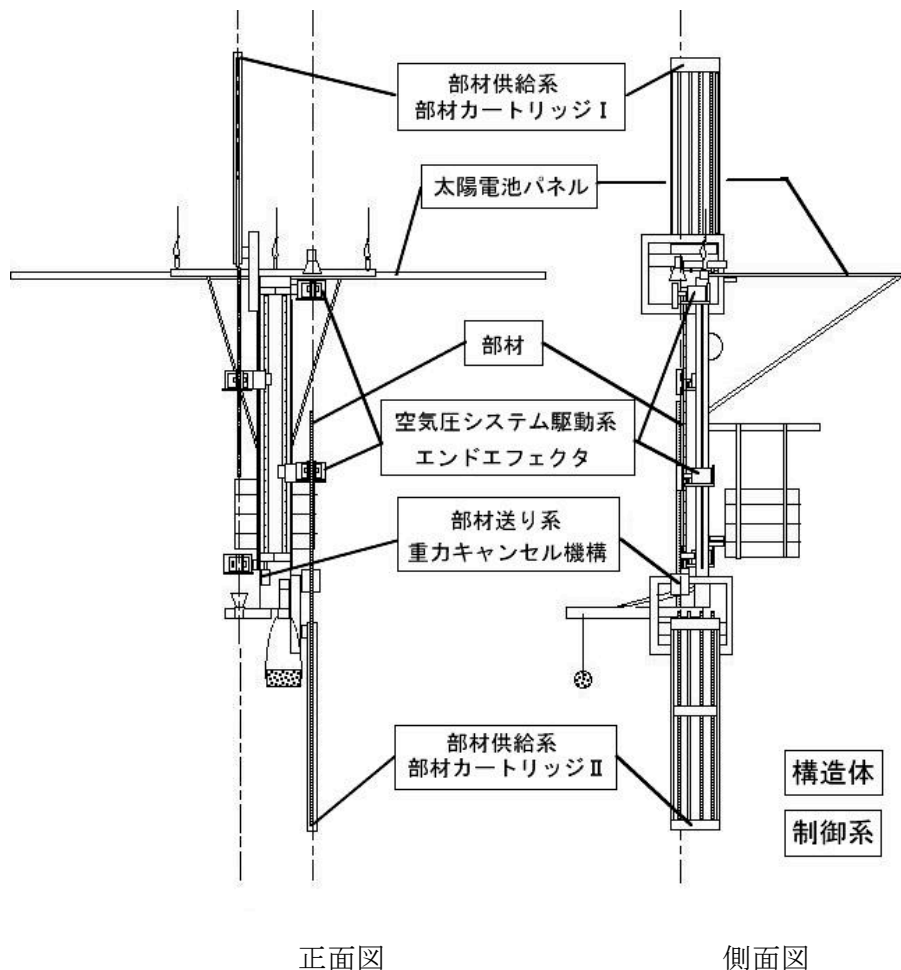 部材供給系
部材カートリッジⅠ
太陽電池パネル
部材
空気圧システム駆動系
エンドエフェクタ
部材送り系
重力キャンセル機構
部材供給系
部材カートリッジⅡ
構造体
制御系
正面図
側面図